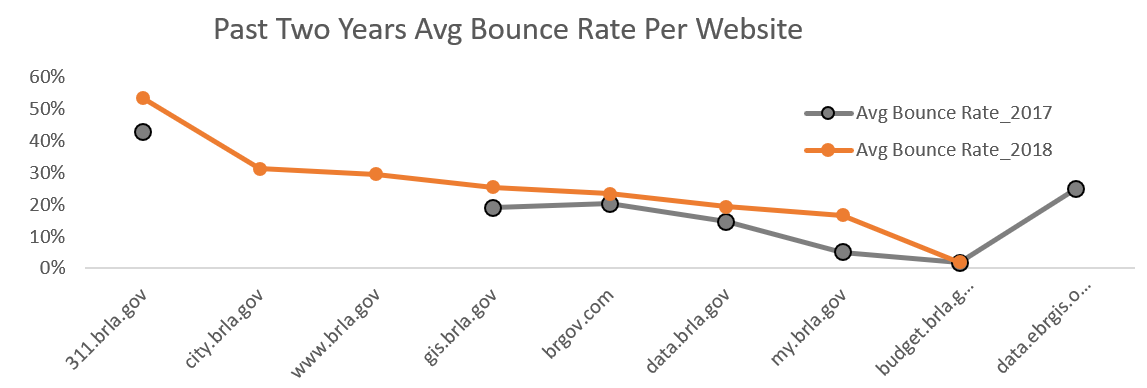 Past Two Years Avg Bounce Rate Per Website
60%
50%
40%
30%
20%
10%
0%
Avg Bounce Rate_2017
Avg Bounce Rate_2018
311.brla.gov
city.brla.gov
www.brla.gov
gis.brla.gov
brgov.com
data.brla.gov
my.brla.gov
budget.brla.g...
data.ebrgis.o...